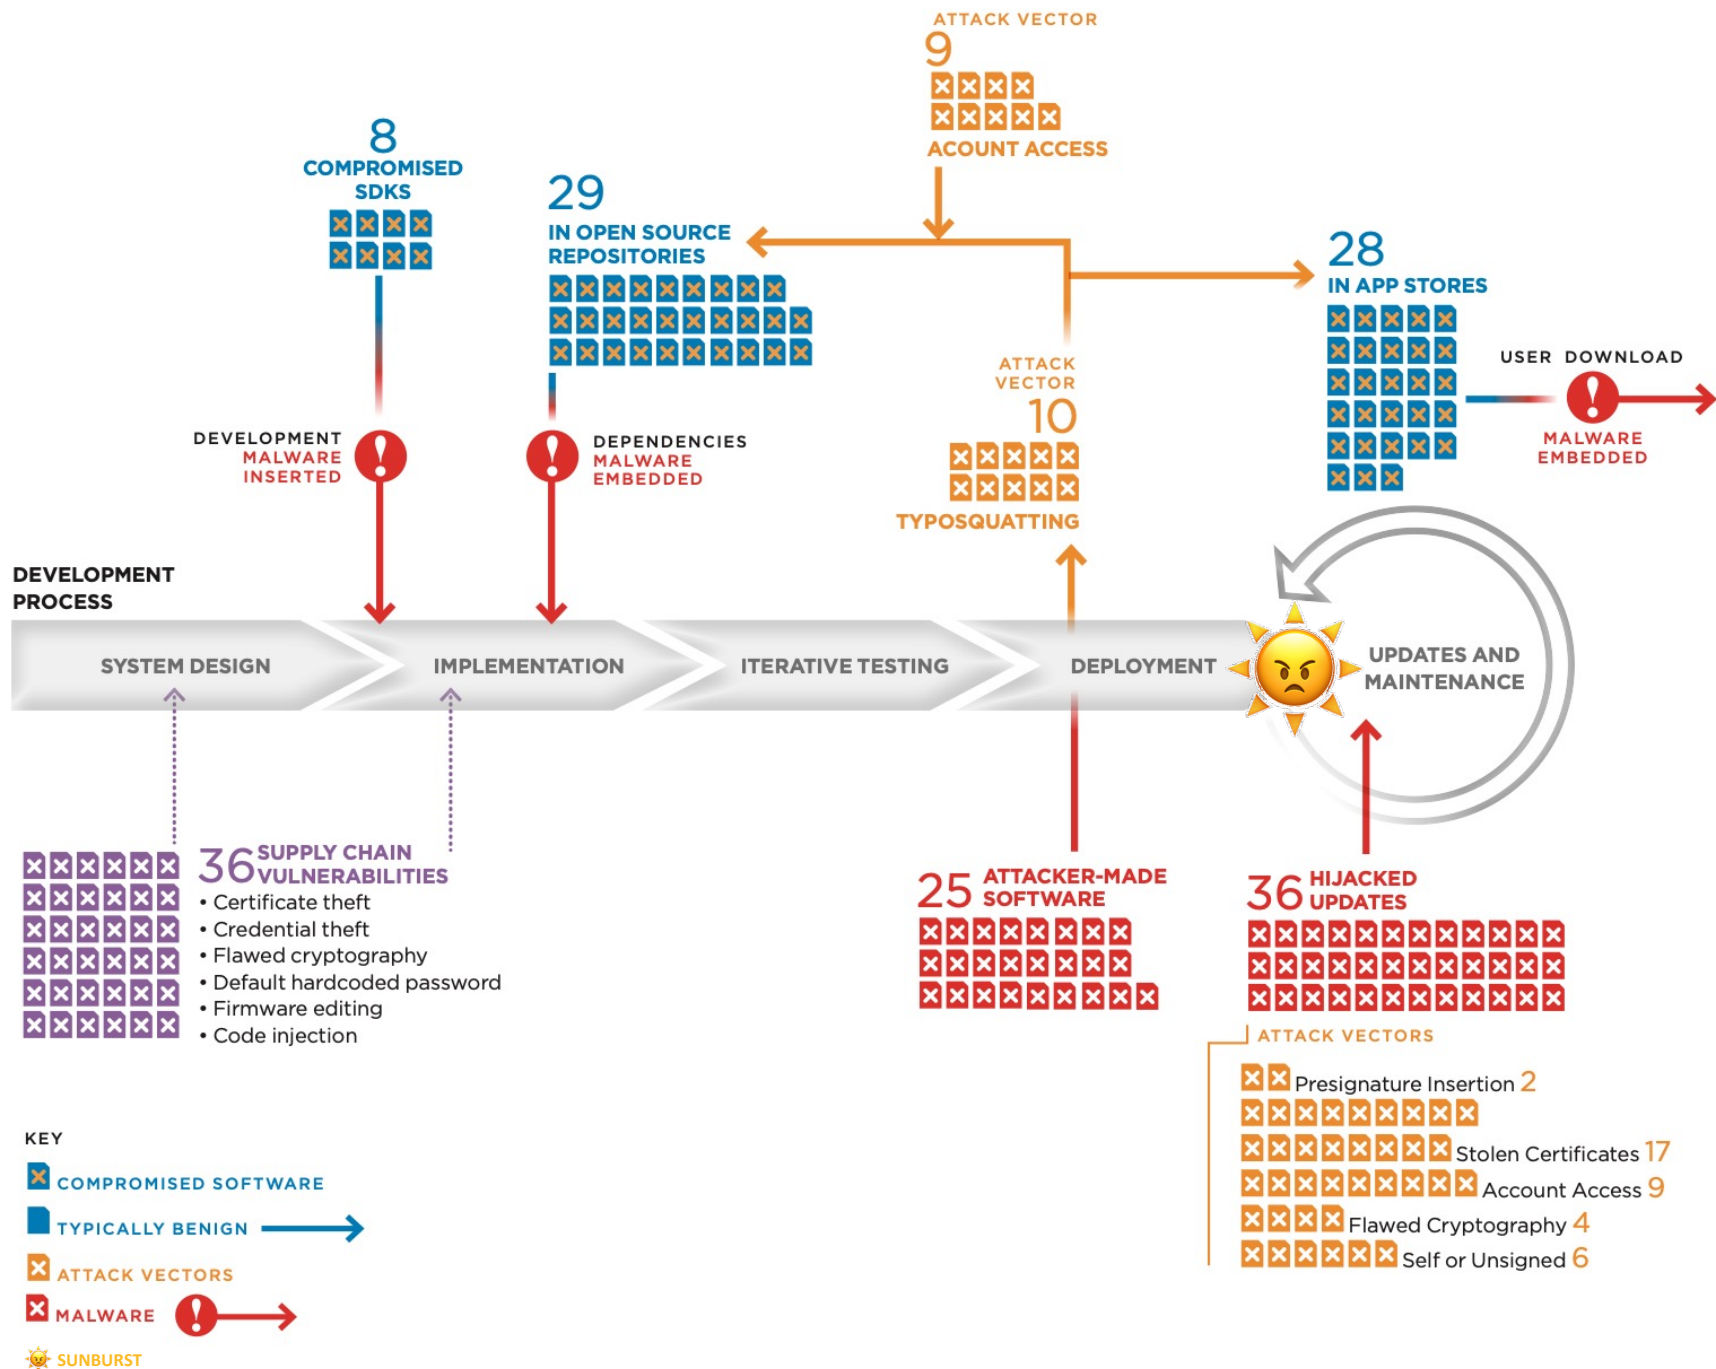 ATTACK VECTOR
9
ACOUNT ACCESS
8
COMPROMISED
SDKS
29
IN OPEN SOURCE
REPOSITORIES
28
IN APP STORES
ATTACK
VECTOR
10
TYPOSQUATTING
USER DOWNLOAD
MALWARE
EMBEDDED
DEVELOPMENT
MALWARE
INSERTED
DEPENDENCIES
MALWARE
EMBEDDED
DEVELOPMENT
PROCESS
SYSTEM DESIGN
IMPLEMENTATION
ITERATIVE TESTING
DEPLOYMENT
UPDATES AND
MAINTENANCE
36 SUPPLY CHAIN
VULNERABILITIES
• Certificate theft
• Credential theft
• Flawed cryptography
• Default hardcoded password
• Firmware editing
• Code injection
25 ATTACKER-MADE
SOFTWARE
36 HIJACKED
UPDATES
ATTACK VECTORS
Presignature Insertion 2
Stolen Certificates 17
Account Access 9
Flawed Cryptography 4
Self or Unsigned 6
KEY
COMPROMISED SOFTWARE
TYPICALLY BENIGN
ATTACK VECTORS
MALWARE
SUNBURST